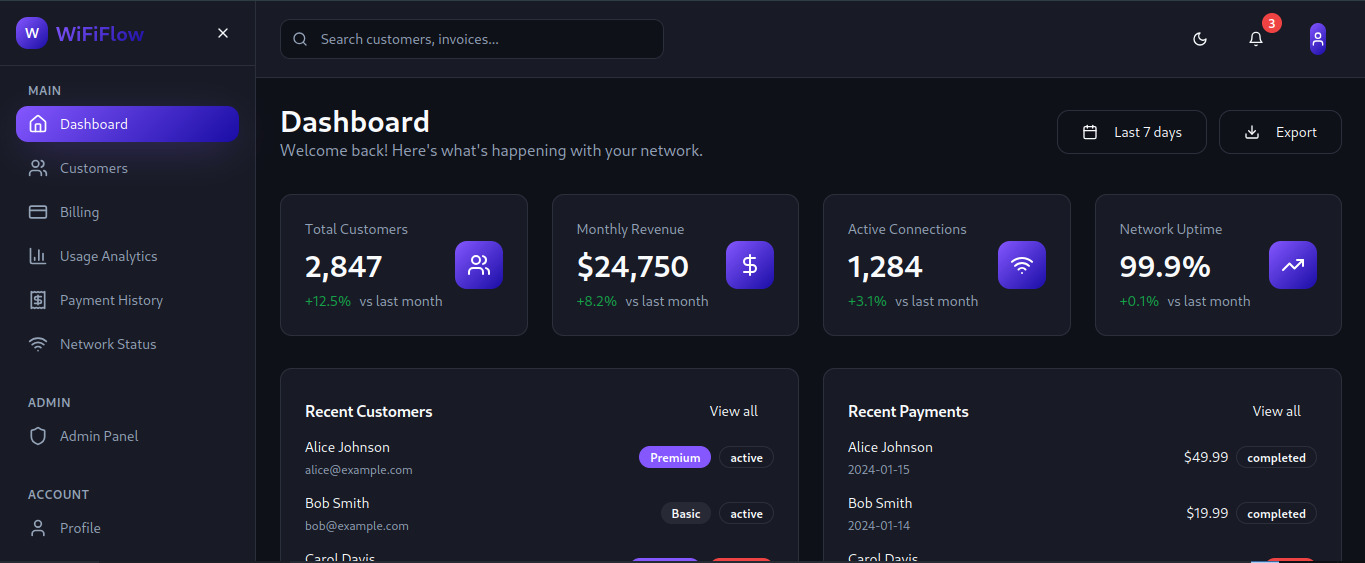 W WiFiFlow
Search customers, invoices...
3
MAIN
Dashboard
Customers
Billing
Usage Analytics
Payment History
Network Status
ADMIN
Admin Panel
ACCOUNT
Profile
Dashboard
Welcome back! Here's what's happening with your network.
Last 7 days
Export
Total Customers
2,847
+12.5% vs last month
Monthly Revenue
$24,750
+8.2% vs last month
Active Connections
1,284
+3.1% vs last month
Network Uptime
99.9%
+0.1% vs last month
Recent Customers View all
Alice Johnson
alice@example.com
Premium active
Bob Smith
bob@example.com
Basic active
Carol Davis
Recent Payments View all
Alice Johnson
2024-01-15
$49.99 completed
Bob Smith
2024-01-14
$19.99 completed
Carol Davis